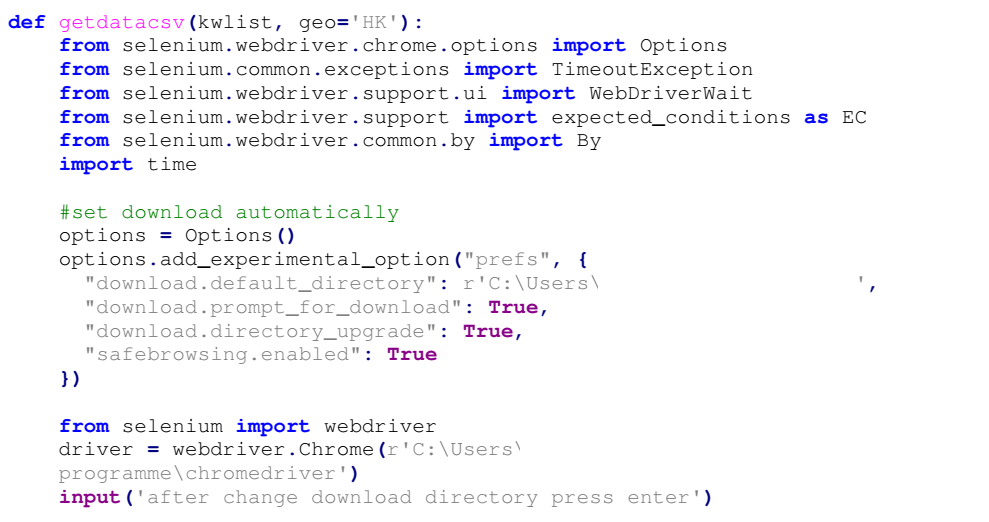 def getdatacsv(kwlist, geo='HK'):
    from selenium.webdriver.chrome.options import Options
    from selenium.common.exceptions import TimeoutException
    from selenium.webdriver.support.ui import WebDriverWait
    from selenium.webdriver.support import expected_conditions as EC
    from selenium.webdriver.common.by import By
    import time

    #set download automatically
    options = Options()
    options.add_experimental_option("prefs", {
      "download.default_directory": r'C:\Users\                    ',
      "download.prompt_for_download": True,
      "download.directory_upgrade": True,
      "safebrowsing.enabled": True
    })

    from selenium import webdriver
    driver = webdriver.Chrome(r'C:\Users\
    programme\chromedriver')
    input('after change download directory press enter')